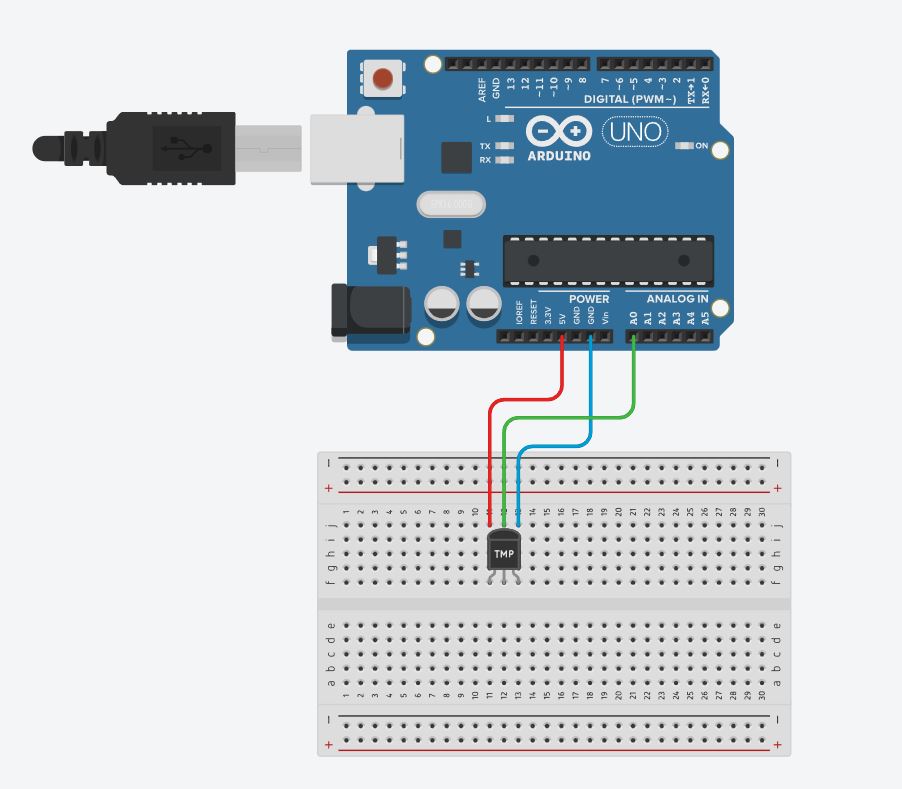 AREF
GND
13
12
~11
~10
~9
8
7
~6
~5
4
~3
2
TX→1
RX←0
DIGITAL (PWM~)
L
TX
RX
ARDUINO
UNO
ON
POWER
ANALOG IN
IOREF
RESET
3.3V
5V
GND
GND
Vin
A0
A1
A2
A3
A4
A5
1 2 3 4 5 6 7 8 9 10 14 15 16 17 18 19 20 21 22 23 24 25 26 27 28 29 30
j j
i i
TMP
h h
g g
f f
e e
d d
c c
b b
a a
1 2 3 4 5 6 7 8 9 10 11 12 13 14 15 16 17 18 19 20 21 22 23 24 25 26 27 28 29 30